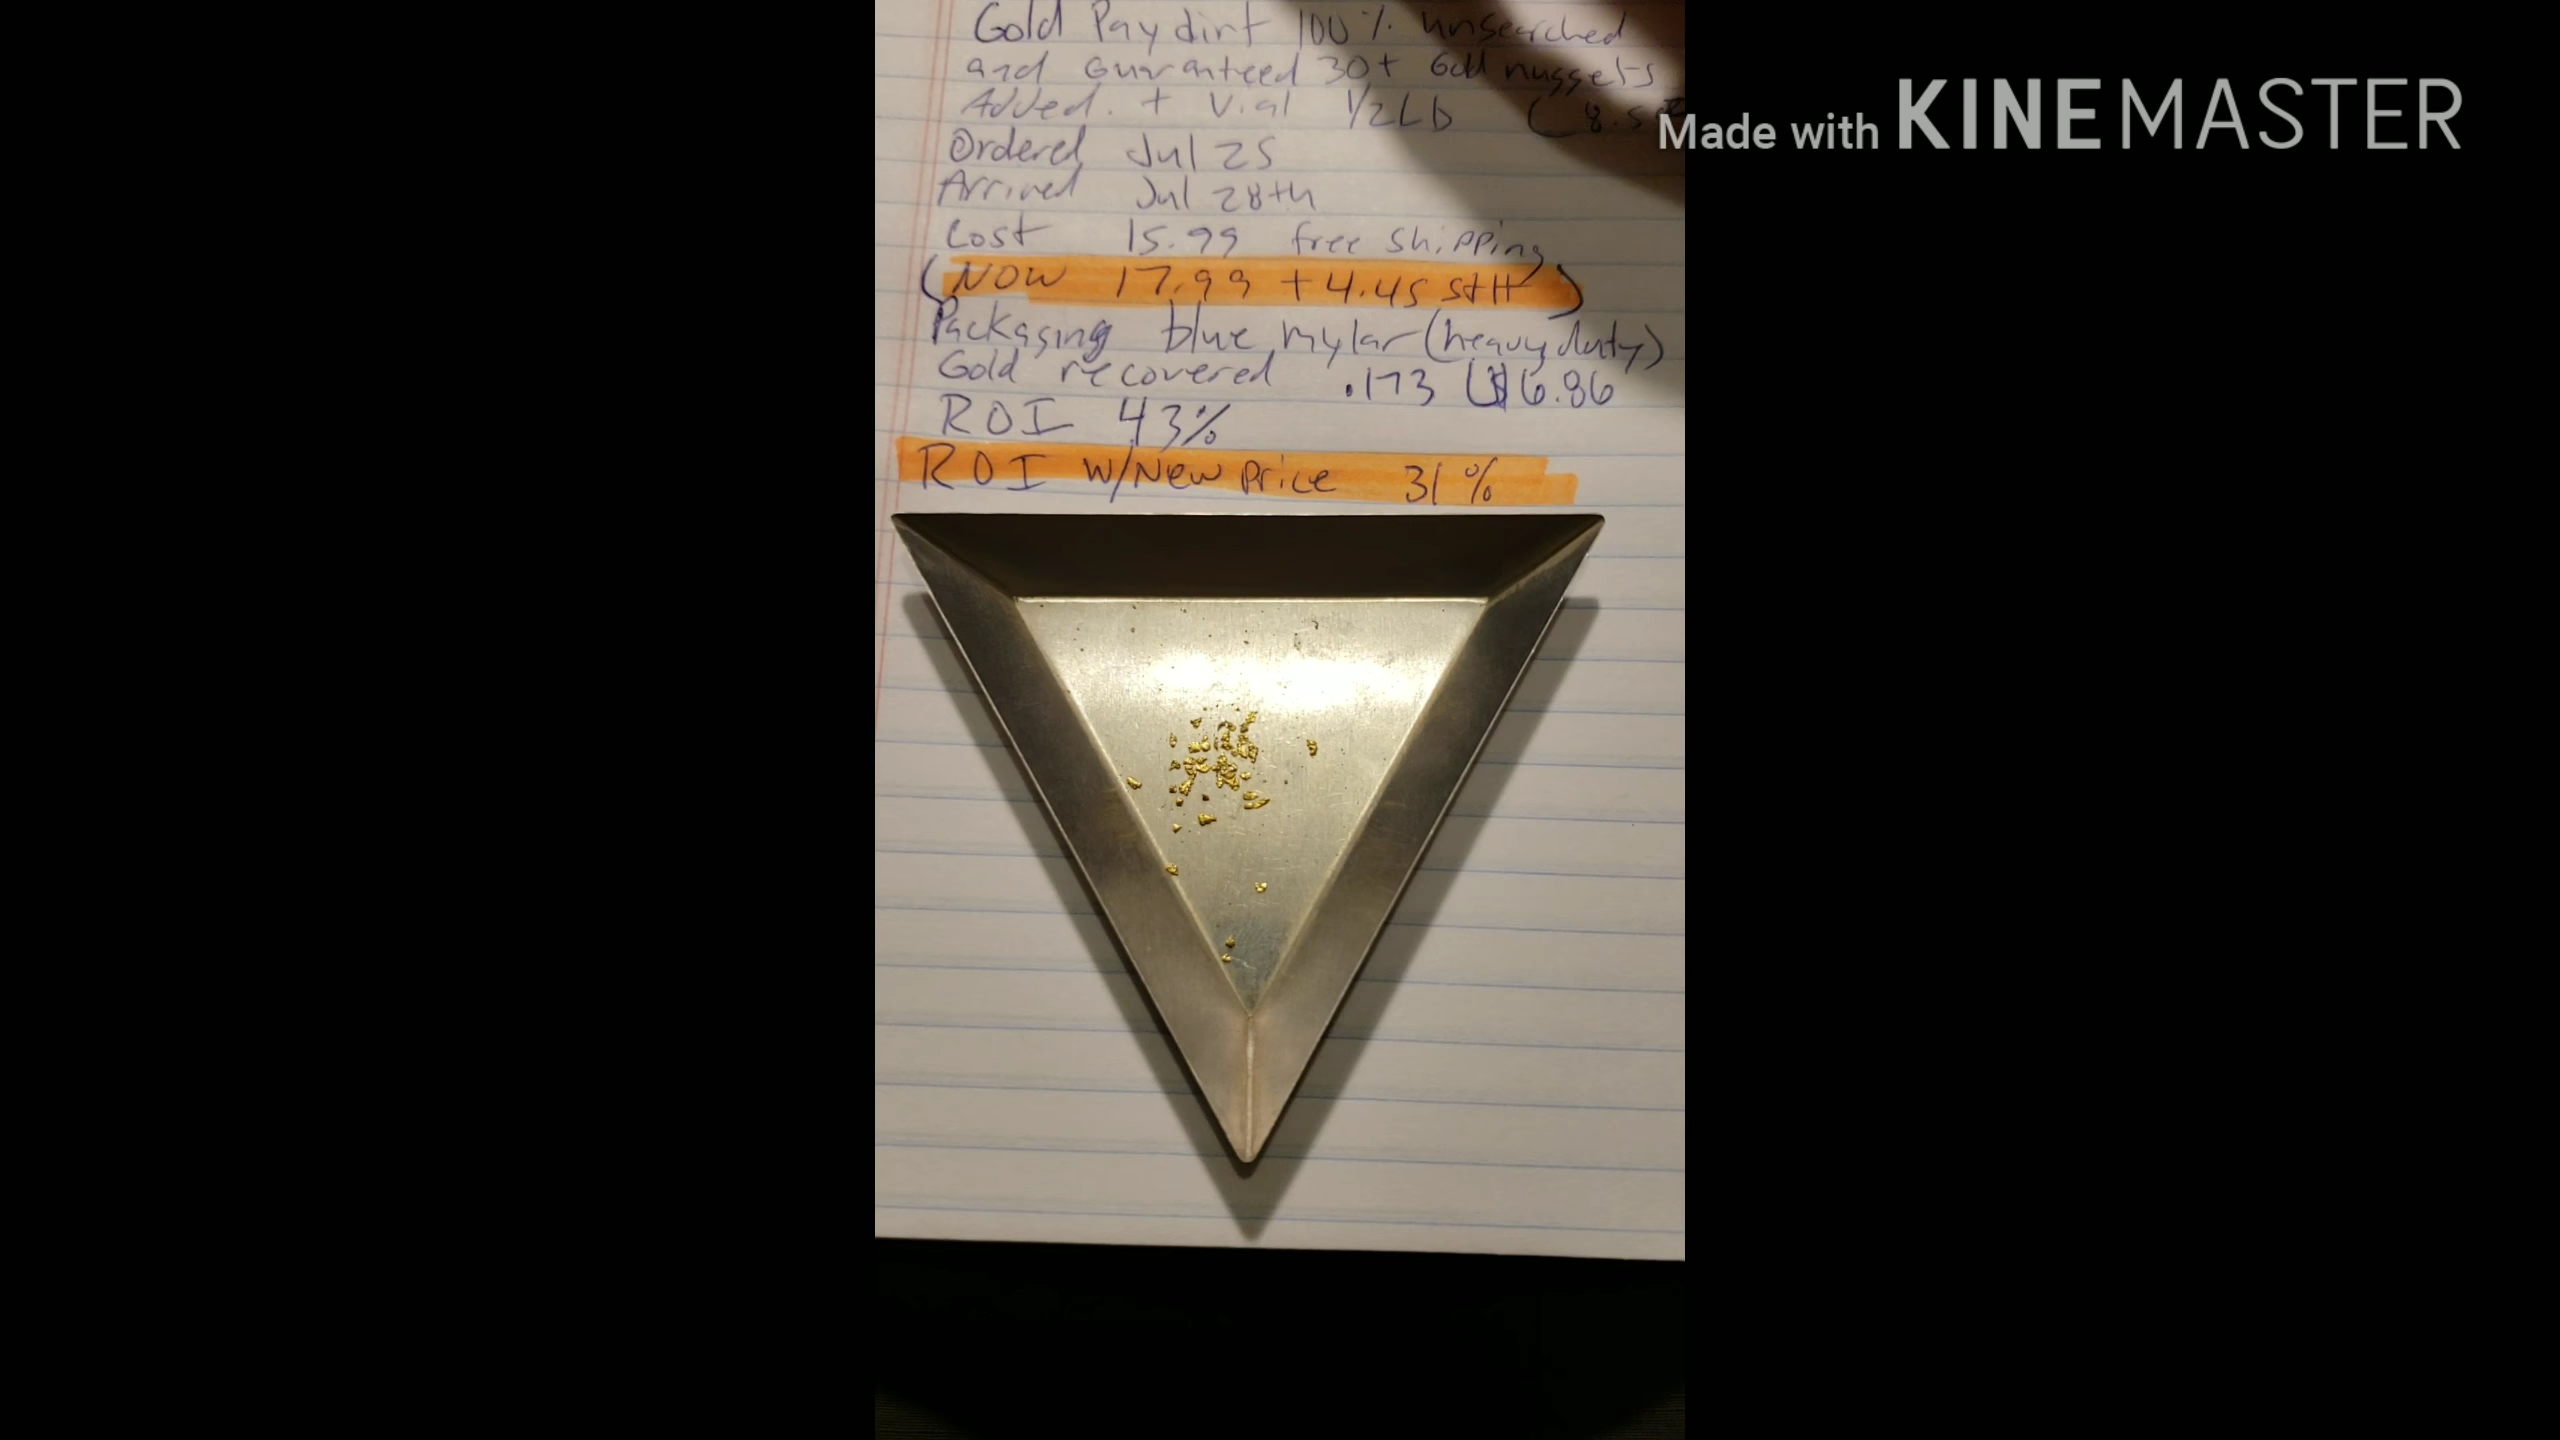 Gold Paydirt 100% unsearched
and Guaranteed 30+ Gold nuggets
Added. + Vial 1/2 LB
Made with KINEMASTER
Ordered Jul 25
Arrived Jul 28th
Cost 15.99 free shipping
(NOW 17.99 + 4.45 S+H)
Packaging blue mylar (heavy duty)
Gold recovered .173 $6.86
ROI 43%
ROI W/New Price 31%